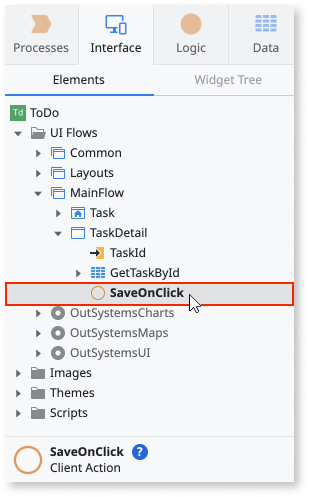 Processes Interface Logic Data
Elements Widget Tree
Td ToDo
UI Flows
Common
Layouts
MainFlow
Task
TaskDetail
TaskId
GetTaskById
SaveOnClick
OutSystemsCharts
OutSystemsMaps
OutSystemsUI
Images
Themes
Scripts
SaveOnClick ?
Client Action